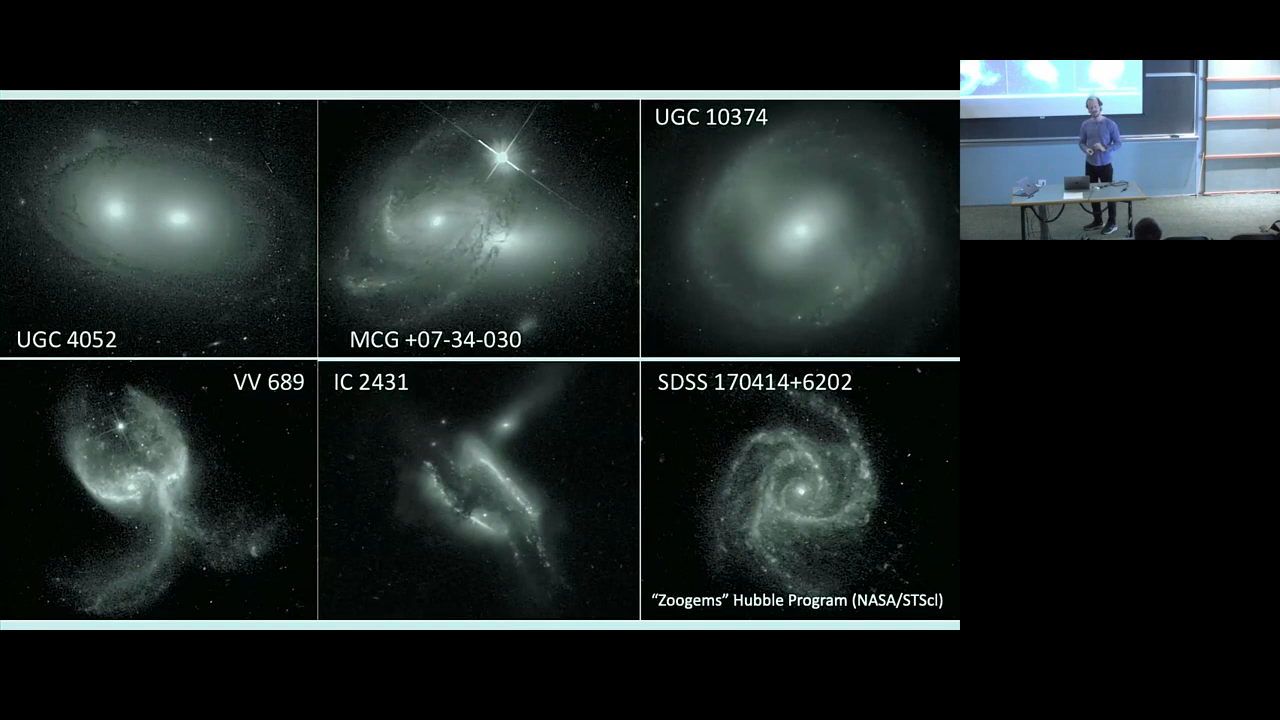 UGC 10374
UGC 4052
MCG +07-34-030
VV 689
IC 2431
SDSS 170414+6202
“Zoogems” Hubble Program (NASA/STScI)